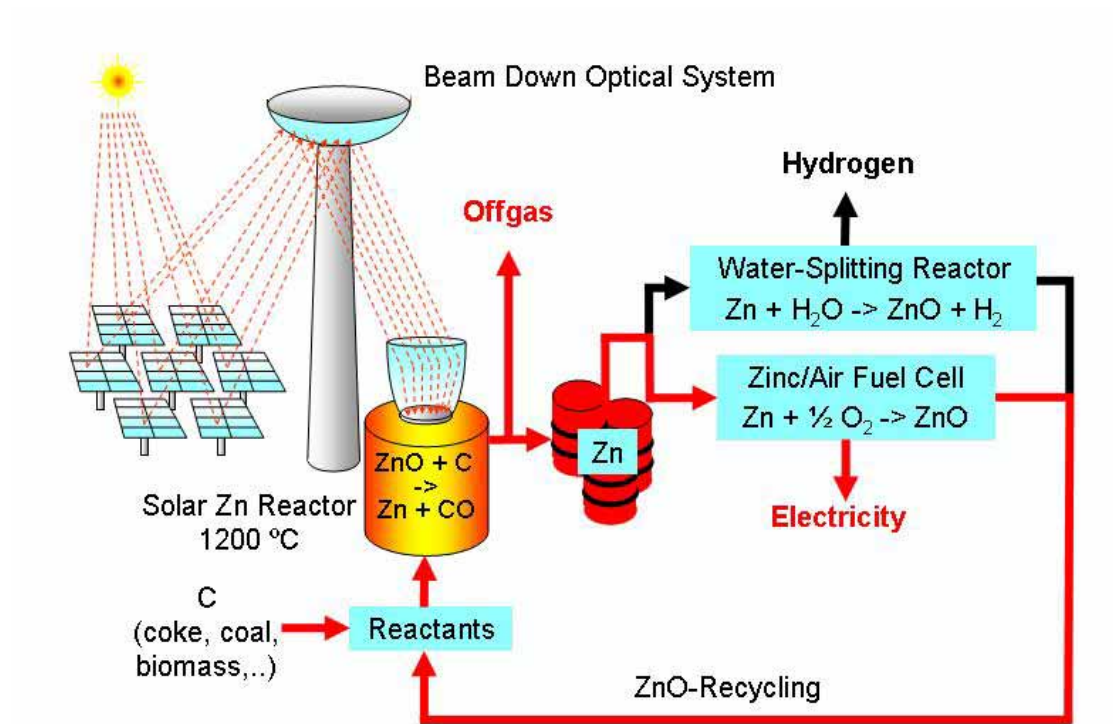 Beam Down Optical System
Hydrogen
Offgas
Water-Splitting Reactor
Zn + H₂O -> ZnO + H₂
Zinc/Air Fuel Cell
Zn + ½ O₂ -> ZnO
Zn
ZnO + C
->
Zn + CO
Solar Zn Reactor
1200 ºC
Electricity
C
(coke, coal,
biomass,..)
Reactants
ZnO-Recycling